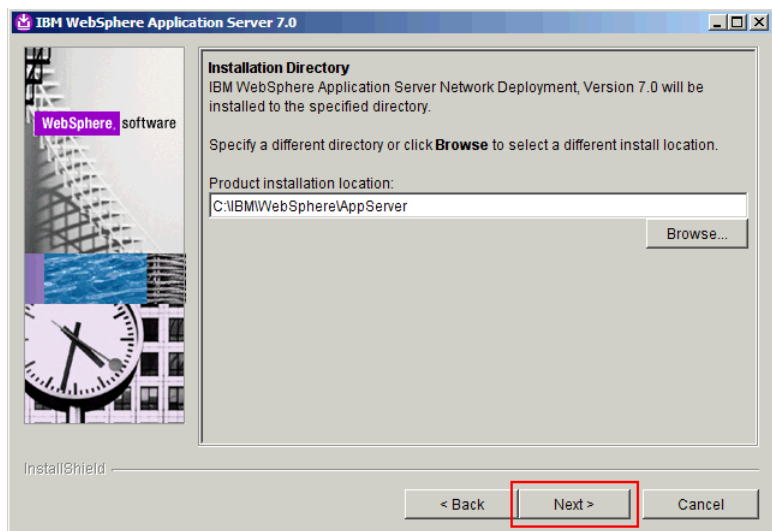 IBM WebSphere Application Server 7.0
WebSphere. software
Installation Directory
IBM WebSphere Application Server Network Deployment, Version 7.0 will be
installed to the specified directory.
Specify a different directory or click Browse to select a different install location.
Product installation location:
C:\IBM\WebSphere\AppServer
Browse...
InstallShield
< Back
Next >
Cancel